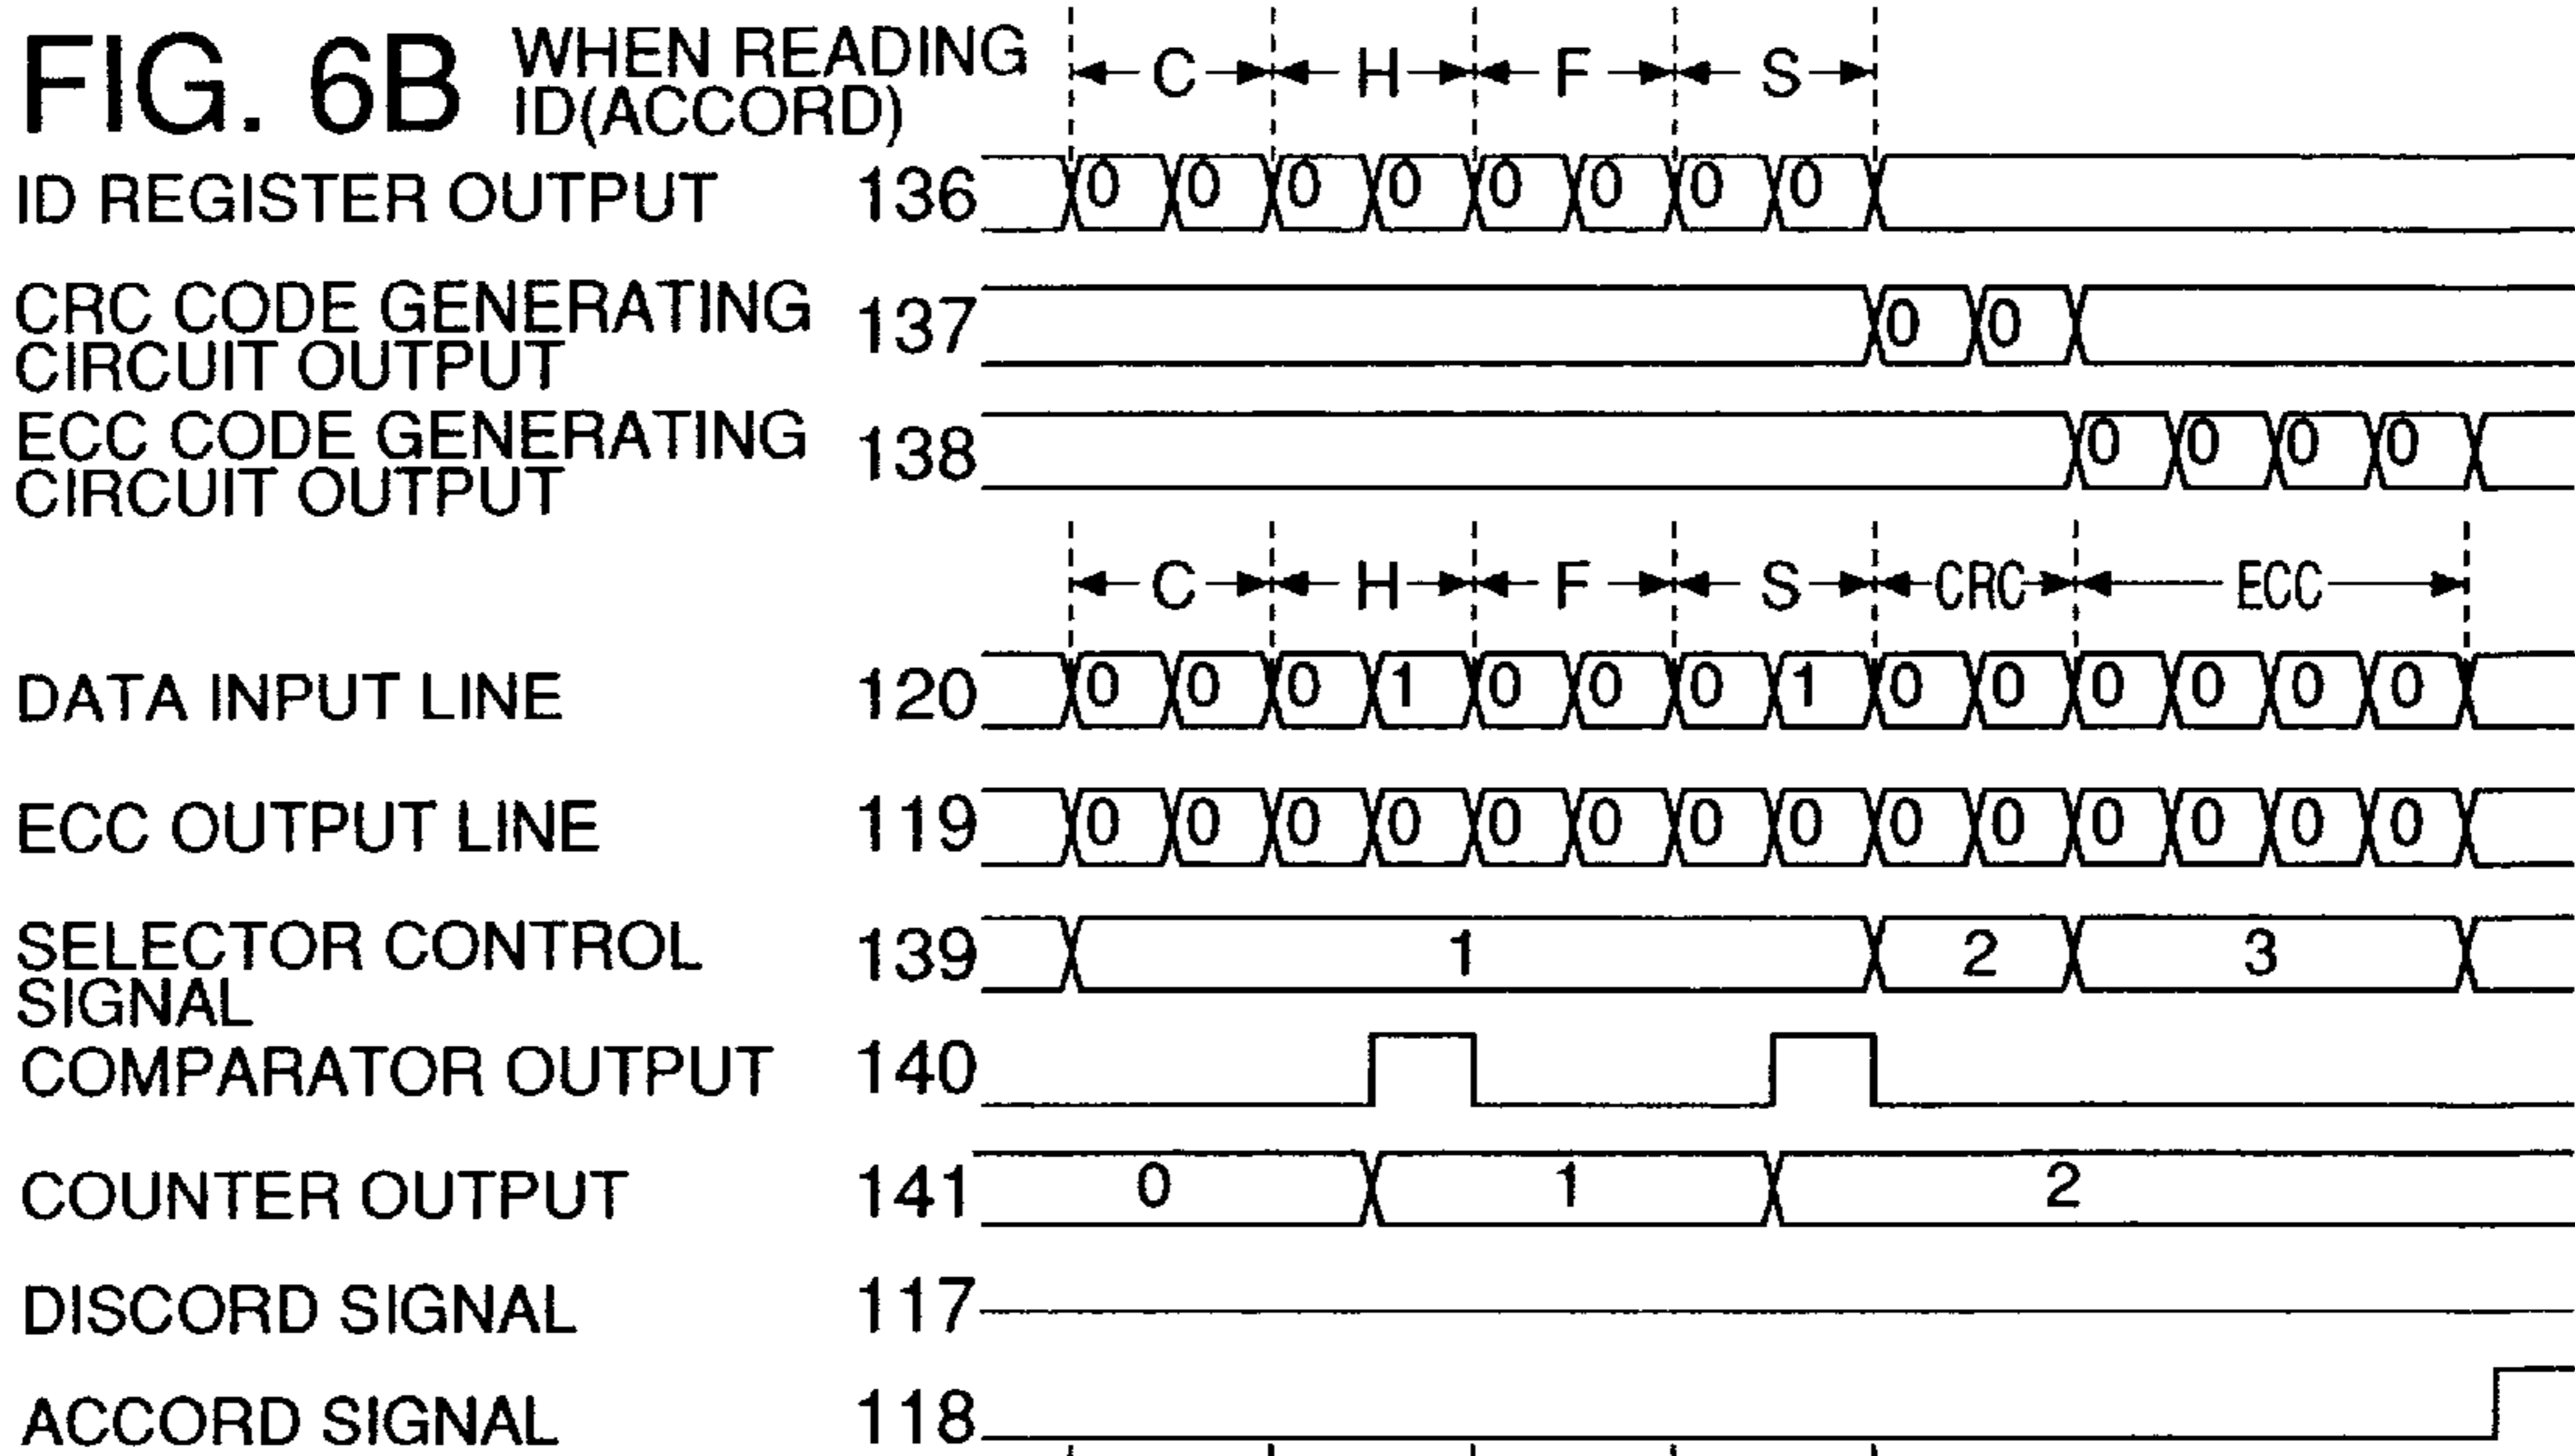 FIG. 6B WHEN READING
ID(ACCORD)
C H F S
ID REGISTER OUTPUT 136 0 0 0 0 0 0 0 0
CRC CODE GENERATING
CIRCUIT OUTPUT 137 0 0
ECC CODE GENERATING
CIRCUIT OUTPUT 138 0 0 0 0
C H F S CRC ECC
DATA INPUT LINE 120 0 0 0 1 0 0 0 1 0 0 0 0 0 0
ECC OUTPUT LINE 119 0 0 0 0 0 0 0 0 0 0 0 0 0 0
SELECTOR CONTROL
SIGNAL 139 1 2 3
COMPARATOR OUTPUT 140
COUNTER OUTPUT 141 0 1 2
DISCORD SIGNAL 117
ACCORD SIGNAL 118